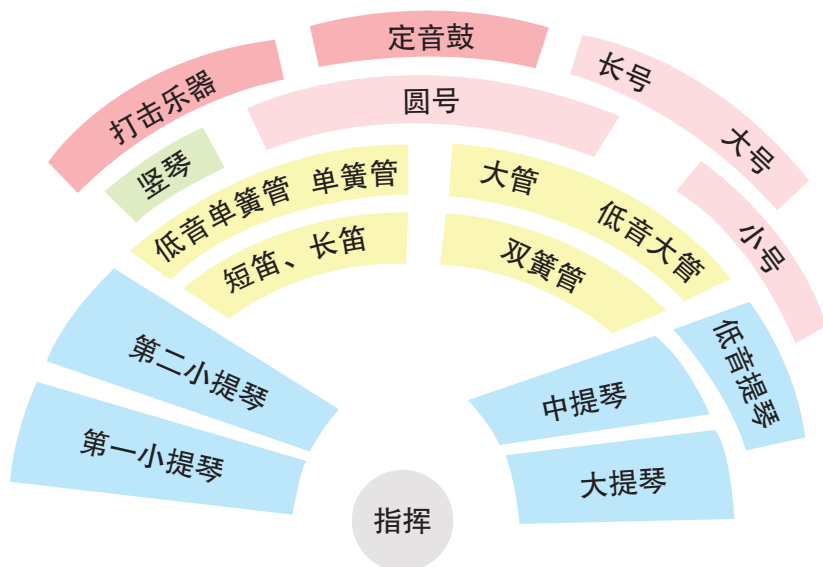 定音鼓
打击乐器
长号
大号
圆号
竖琴
低音单簧管 单簧管
大管
低音大管
小号
短笛、长笛
双簧管
第二小提琴
中提琴
低音提琴
第一小提琴
大提琴
指挥